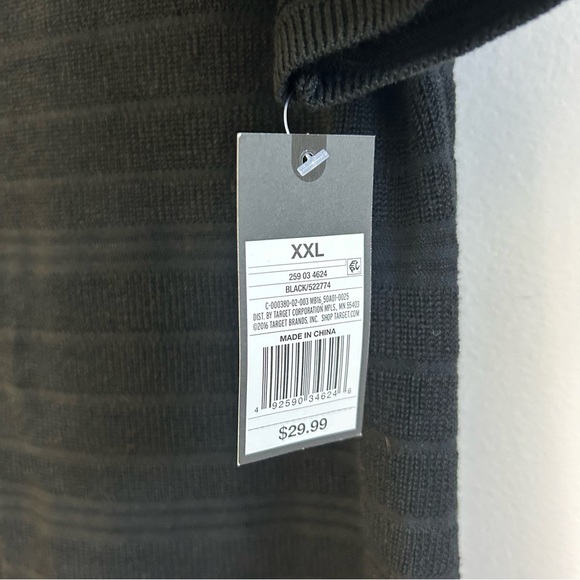 XXL
259 03 4624
BLACK/522774
C-000380-02-003 MB16_50A01-0025
DIST. BY TARGET CORPORATION MPLS., MN 55403
©2016 TARGET BRANDS, INC. SHOP TARGET.COM
MADE IN CHINA
4 92590 34624 6
$29.99